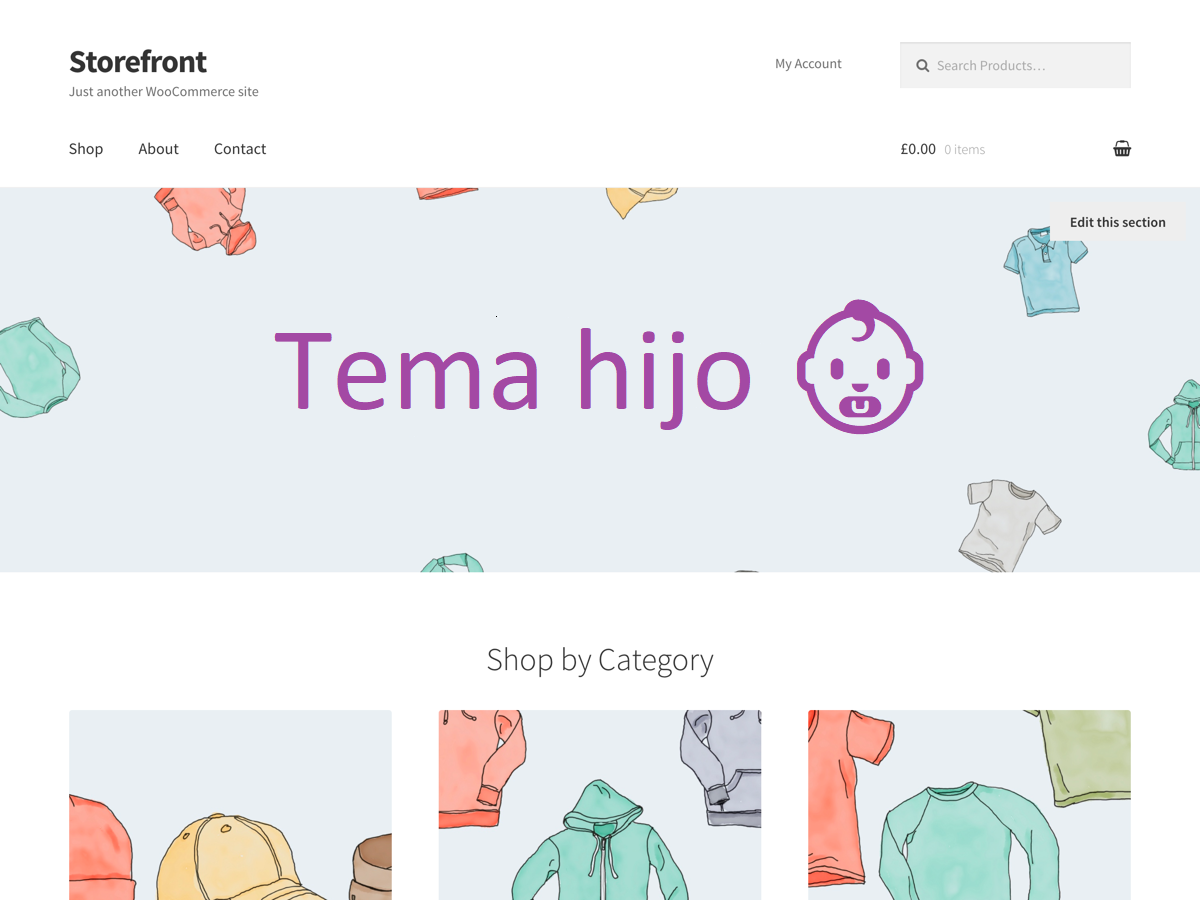 Storefront
Just another WooCommerce site
My Account
Search Products…
Shop
About
Contact
£0.00 0 items
Edit this section
Tema hijo
Shop by Category